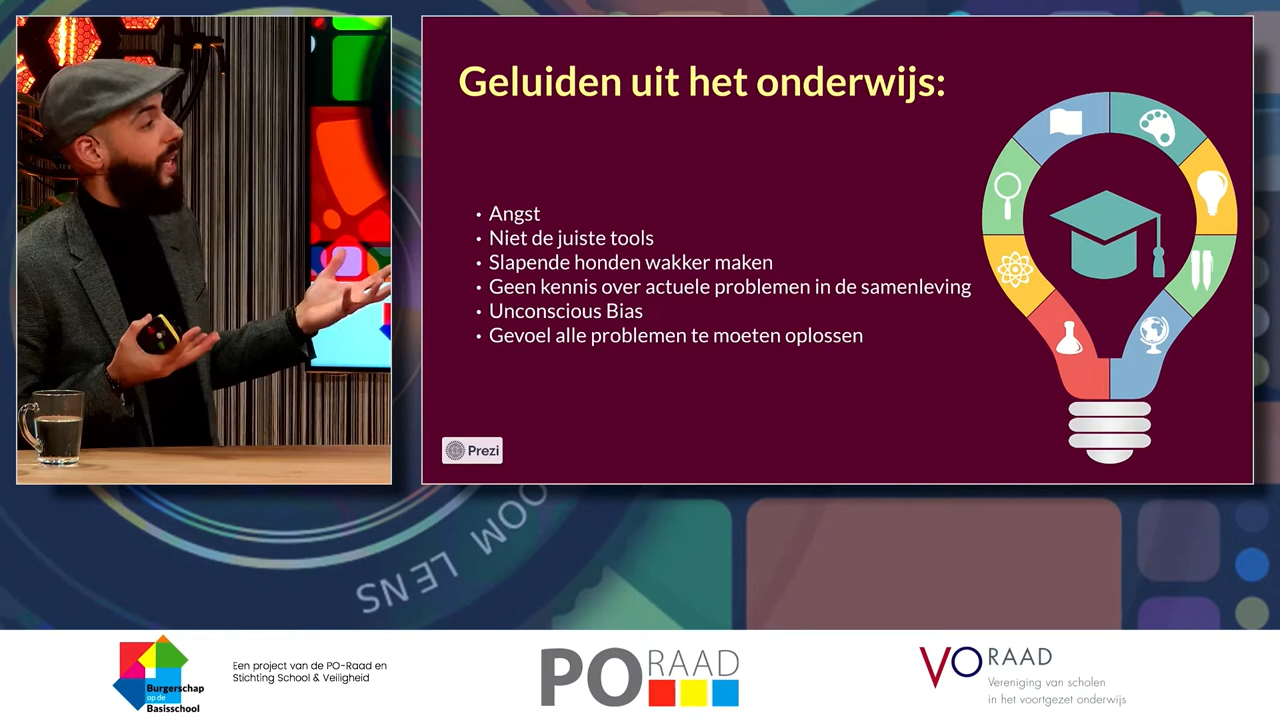 Geluiden uit het onderwijs:
• Angst
• Niet de juiste tools
• Slapende honden wakker maken
• Geen kennis over actuele problemen in de samenleving
• Unconscious Bias
• Gevoel alle problemen te moeten oplossen
Prezi
OOM LENS
Burgerschap
op de
Basisschool
Een project van de PO-Raad en
Stichting School & Veiligheid
PO RAAD
VO RAAD
Vereniging van scholen
in het voortgezet onderwijs